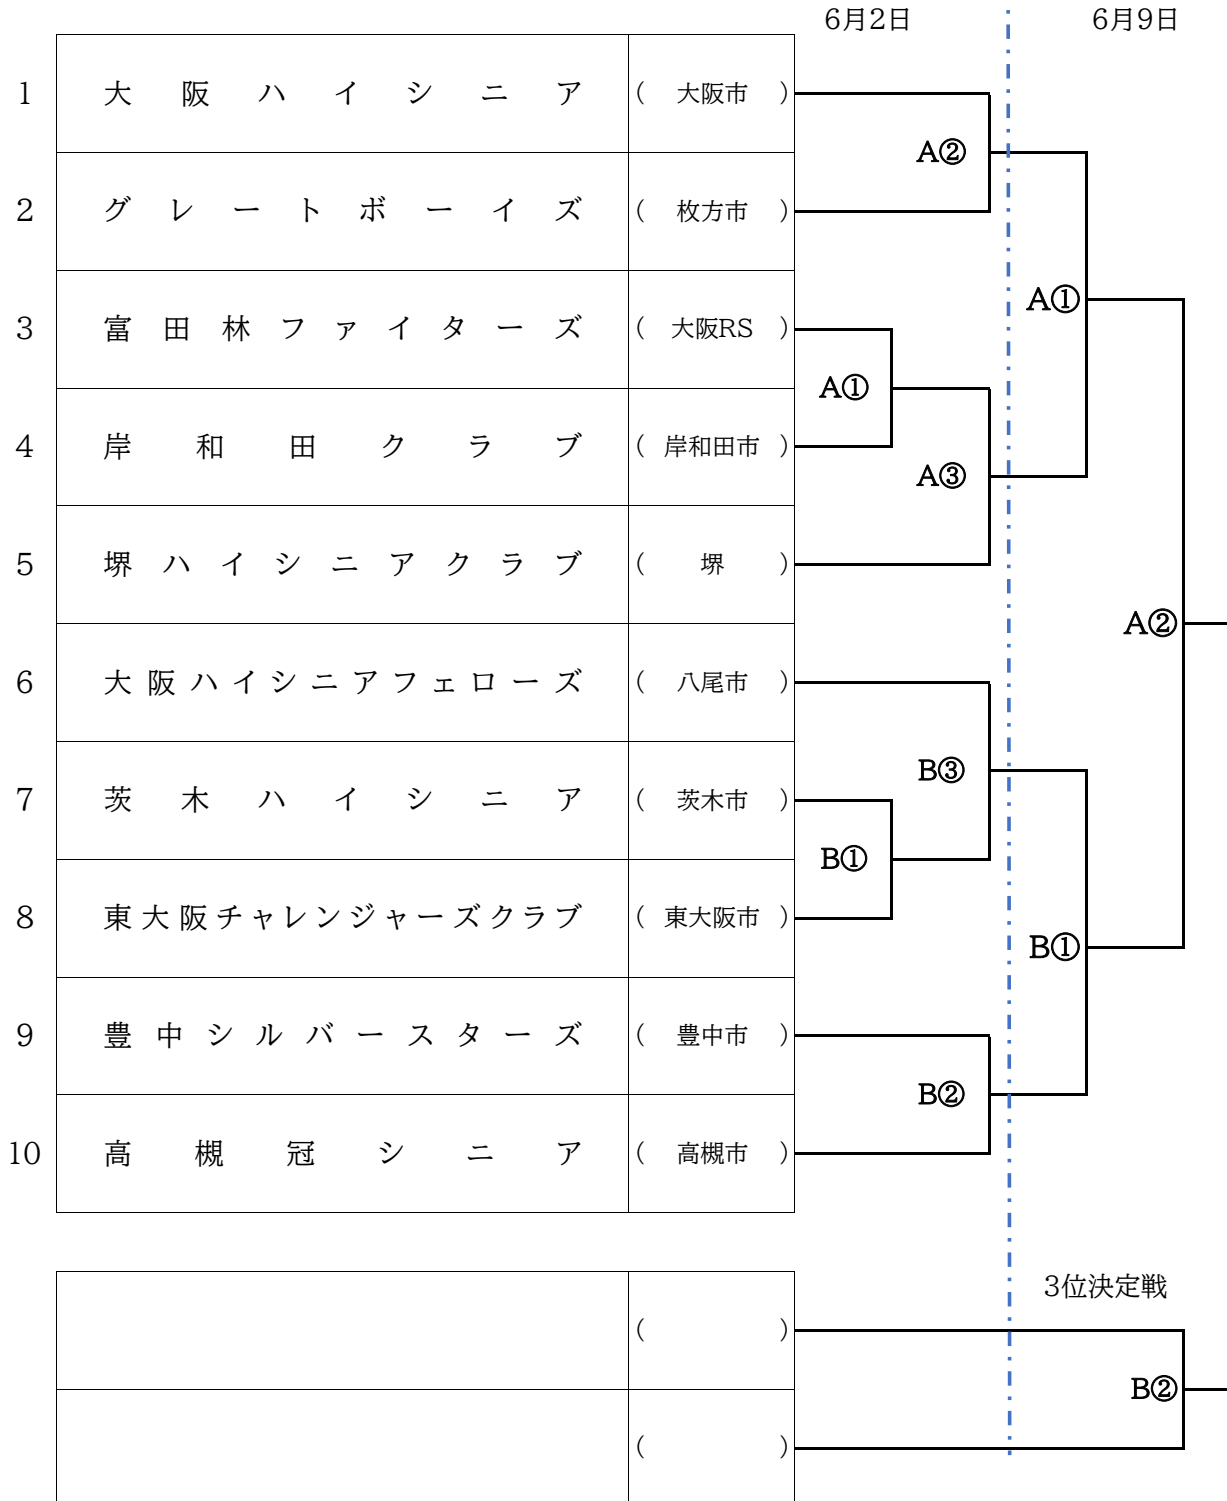 6月2日 6月9日
1 大阪ハイシニア ( 大阪市 )
A②
2 グレートボーイズ ( 枚方市 )
A①
3 富田林ファイターズ ( 大阪RS )
A①
4 岸和田クラブ ( 岸和田市 )
A③
5 堺ハイシニアクラブ ( 堺 )
A②
6 大阪ハイシニアフェローズ ( 八尾市 )
B③
7 茨木ハイシニア ( 茨木市 )
B①
8 東大阪チャレンジャーズクラブ ( 東大阪市 )
B①
9 豊中シルバースターズ ( 豊中市 )
B②
10 高槻冠シニア ( 高槻市 )
3位決定戦
( )
B②
( )